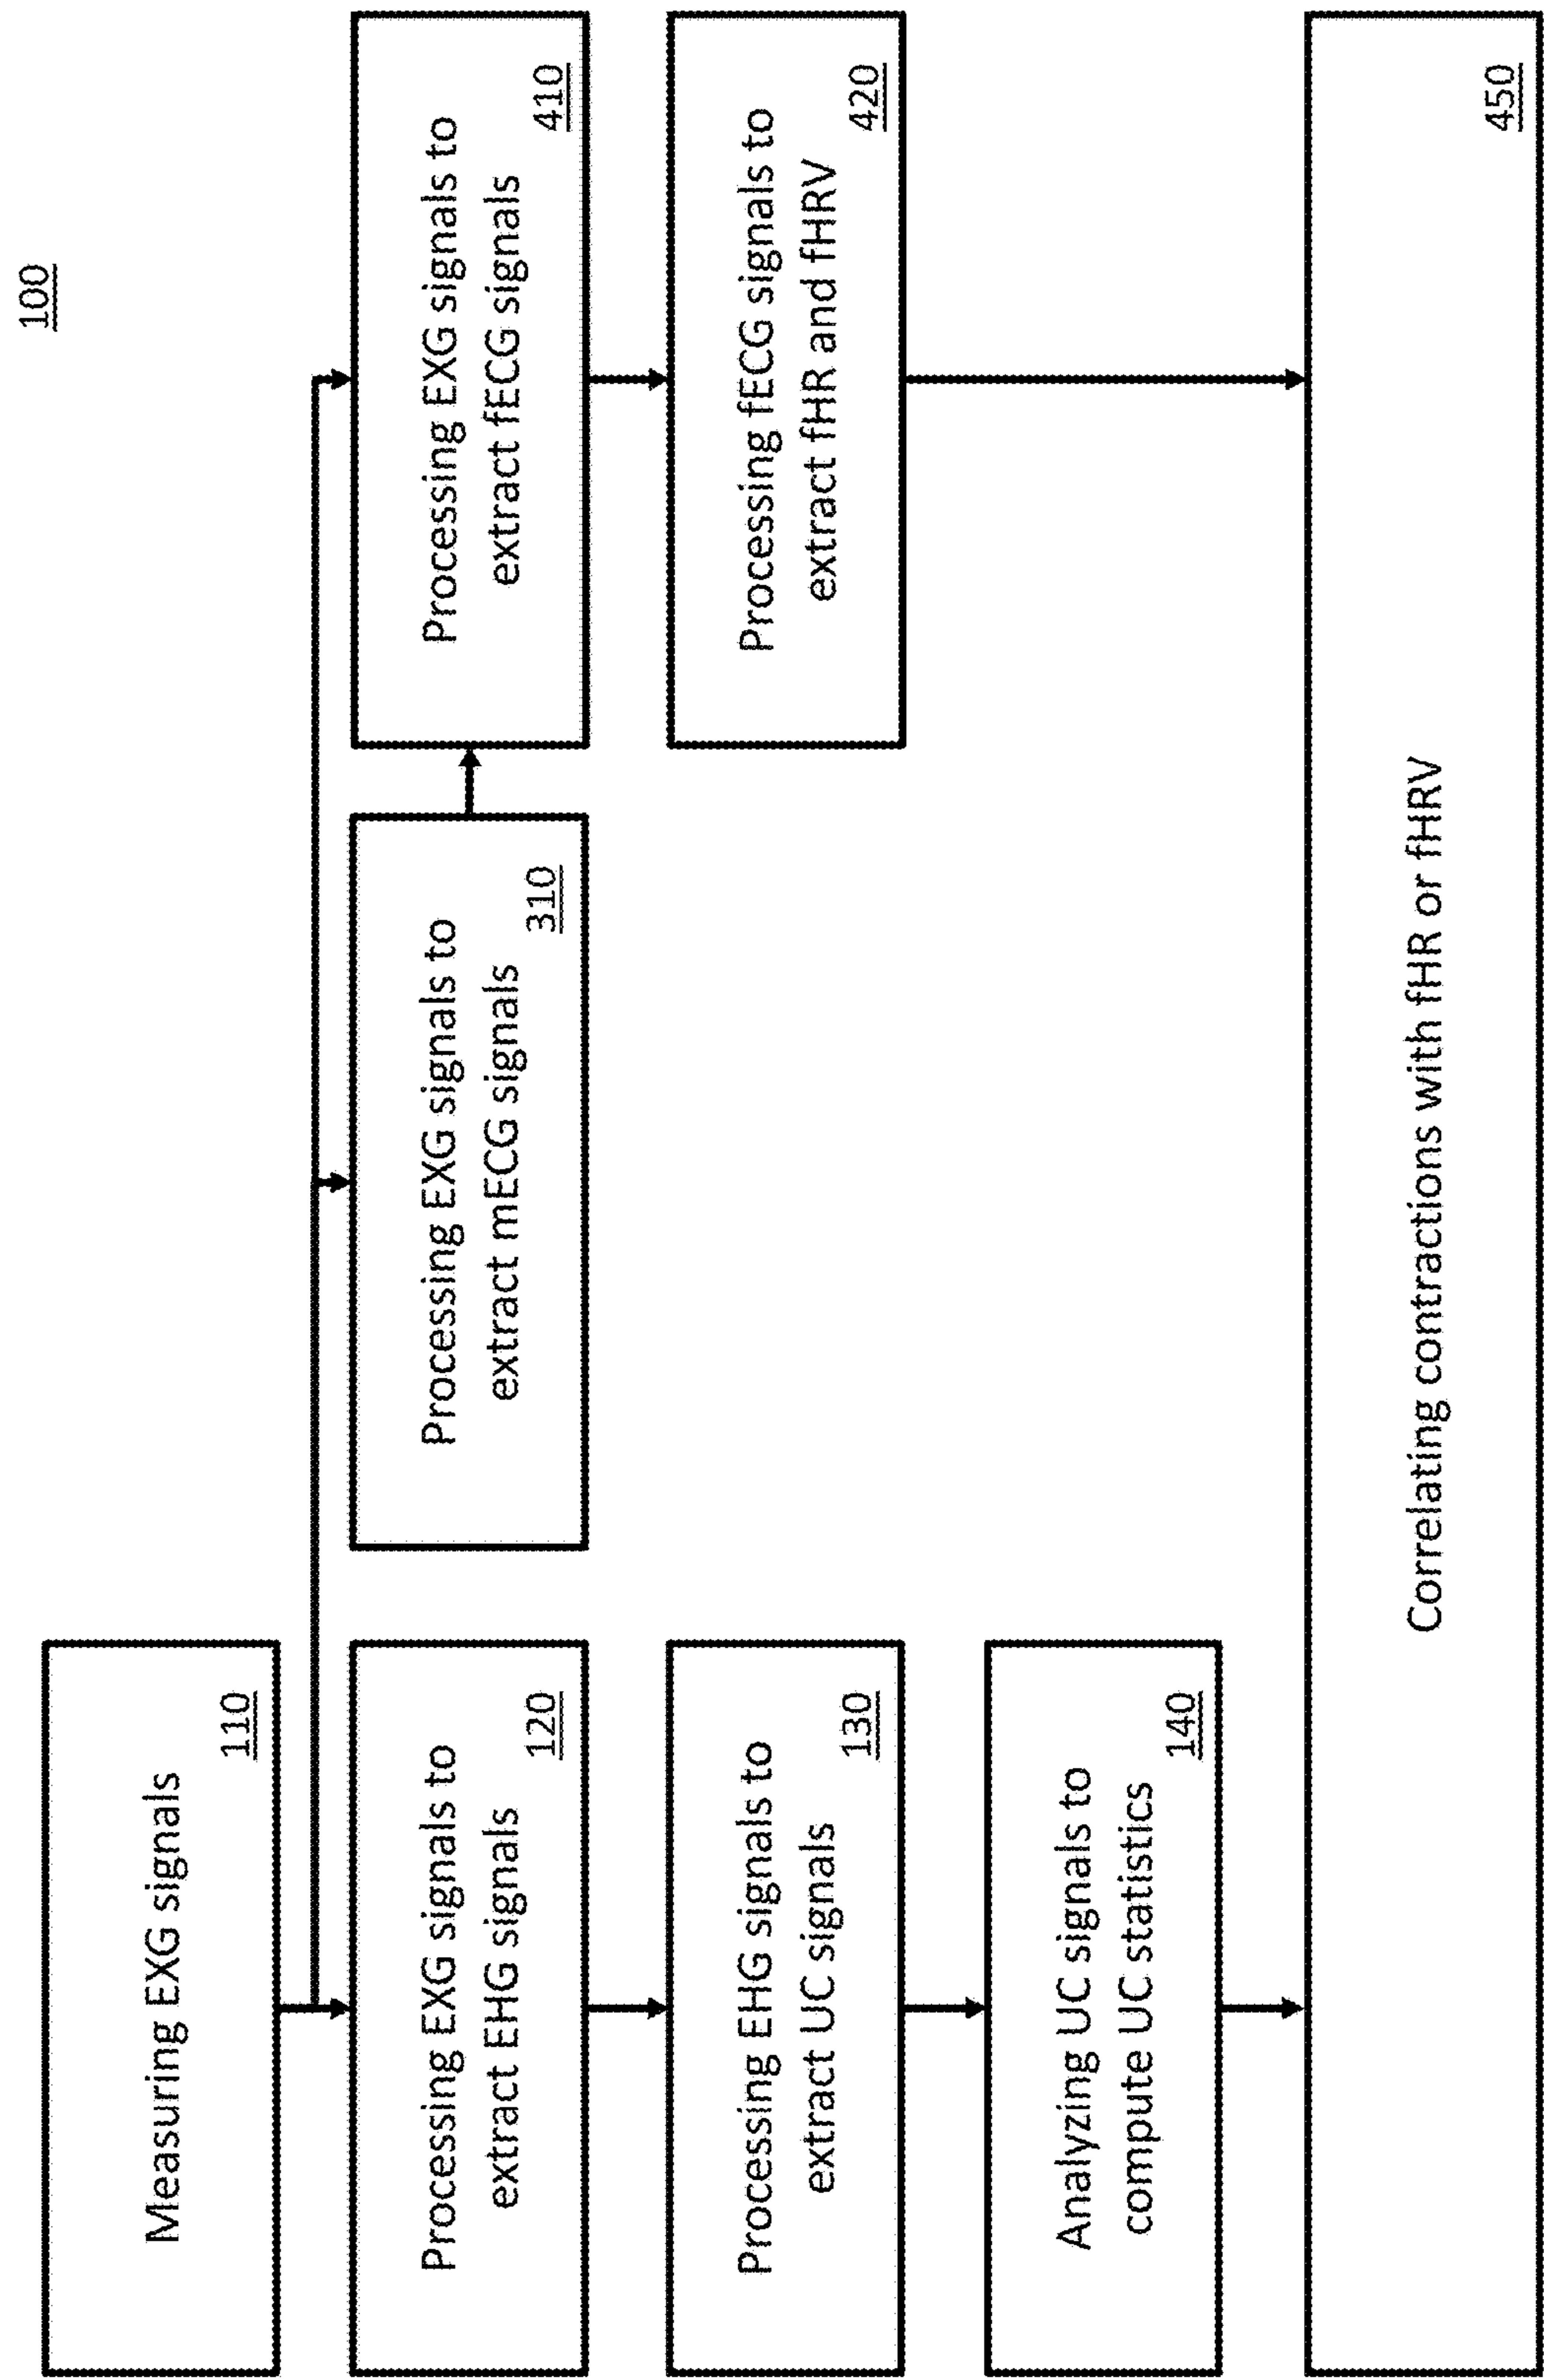 100
Measuring EXG signals
110
Processing EXG signals to
extract EHG signals
120
Processing EXG signals to
extract mECG signals
310
Processing EXG signals to
extract fECG signals
410
Processing EHG signals to
extract UC signals
130
Processing fECG signals to
extract fHR and fHRV
420
Analyzing UC signals to
compute UC statistics
140
Correlating contractions with fHR or fHRV
450